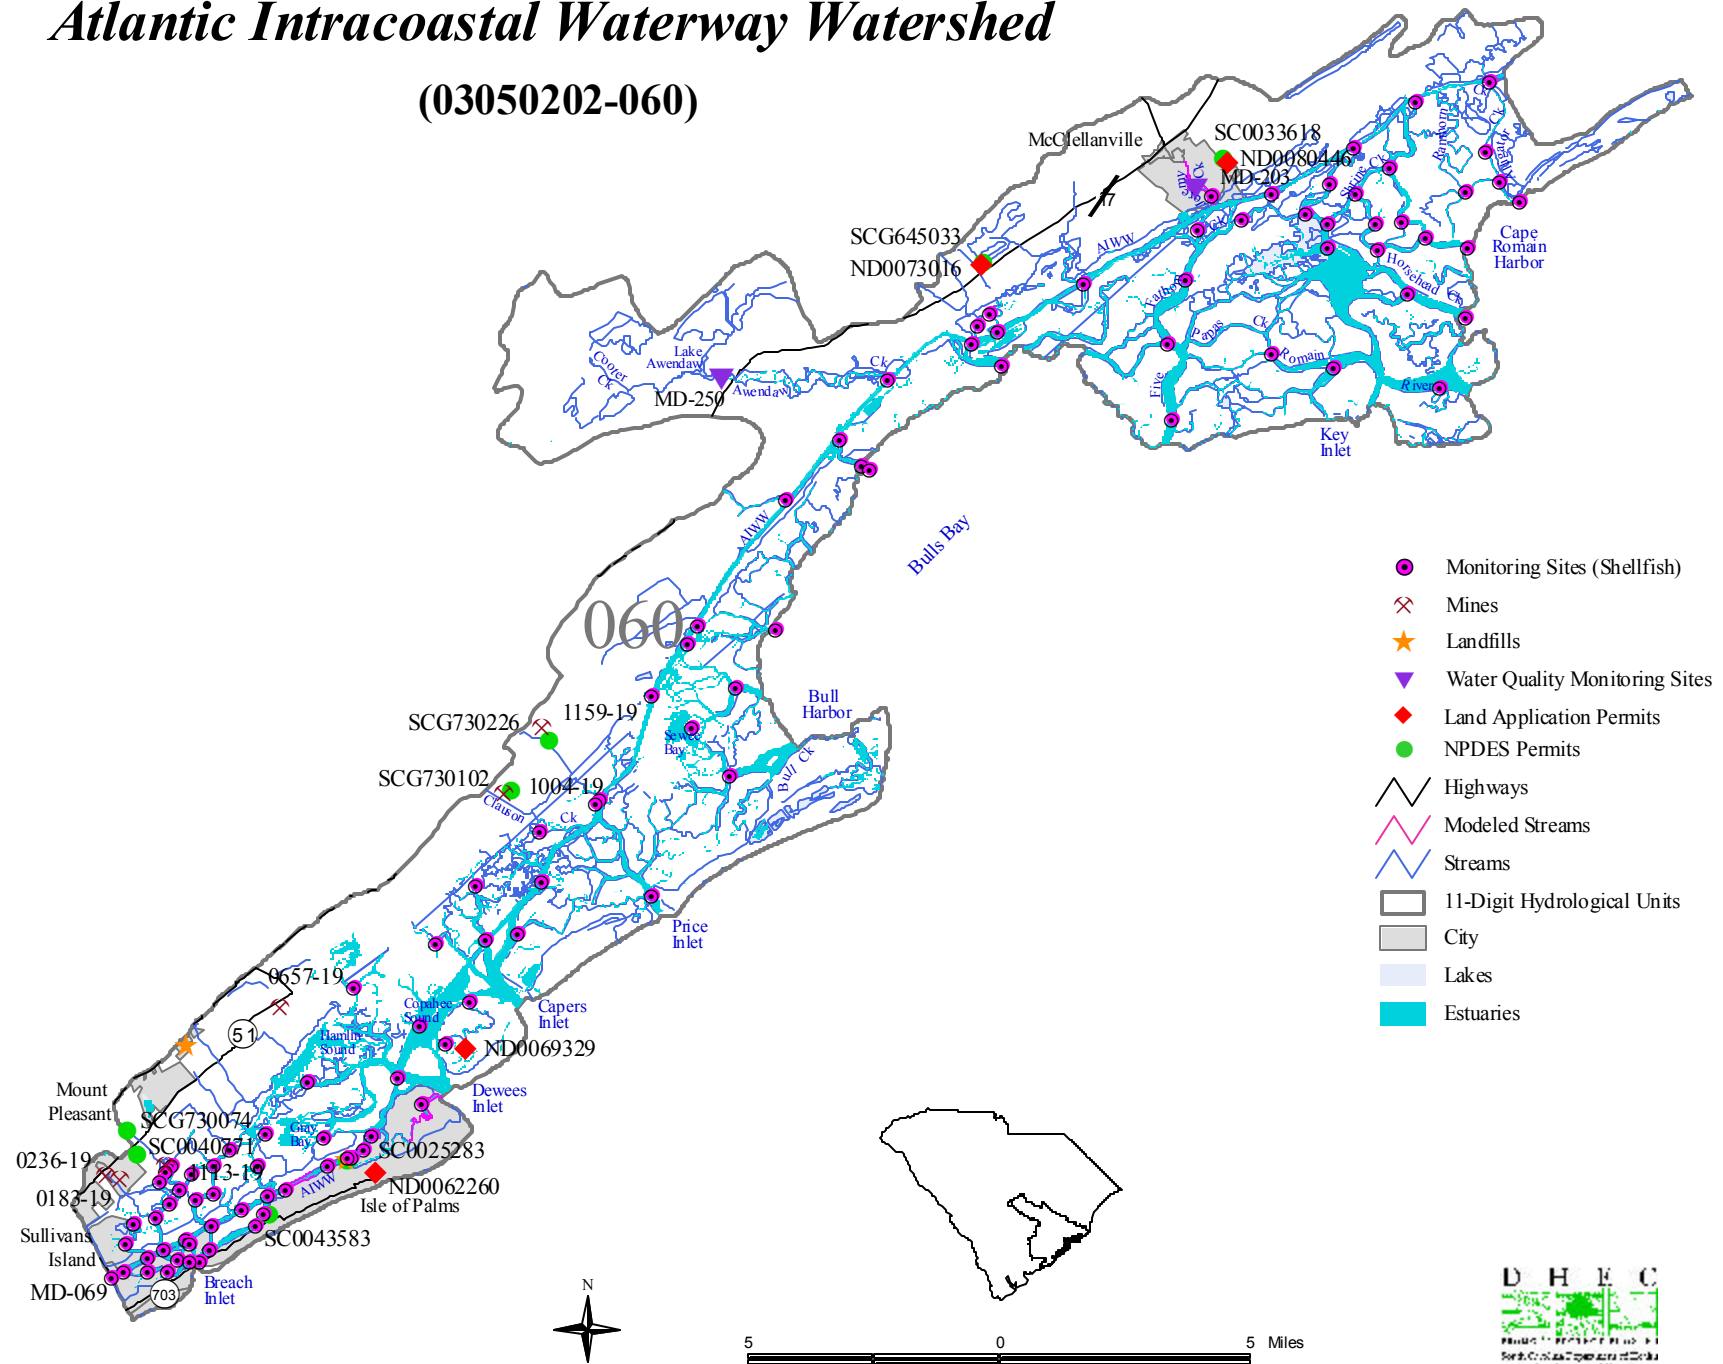 Atlantic Intracoastal Waterway Watershed
(03050202-060)
McClellanville
SC0033618
ND0080446
MD-203
17
SCG645033
ND0073016
AIWW
Ck
Ck
Ck
Shrine Ck
Cape
Romain
Harbor
Horsehead Ck
Papas
Ck
Romain
River
Five
Key
Inlet
Lake
Awendaw
Ck
Awendaw
MD-250
Ck
AIWW
Bulls Bay
060
Bull
Harbor
SCG730226
1159-19
Sewee
Bay
Bull Ck
SCG730102
1004-19
Clauson
Ck
Price
Inlet
0657-19
Copahee
Sound
Capers
Inlet
51
Hamlin
Sound
ND0069329
Mount
Pleasant
Dewees
Inlet
SCG730074
Gray
Bay
SC0040771
SC0025283
0236-19
1113-19
AIWW
ND0062260
0183-19
Isle of Palms
Sullivans
Island
SC0043583
MD-069
Breach
Inlet
703
Monitoring Sites (Shellfish)
Mines
Landfills
Water Quality Monitoring Sites
Land Application Permits
NPDES Permits
Highways
Modeled Streams
Streams
11-Digit Hydrological Units
City
Lakes
Estuaries
N
5 0 5 Miles
D H E C